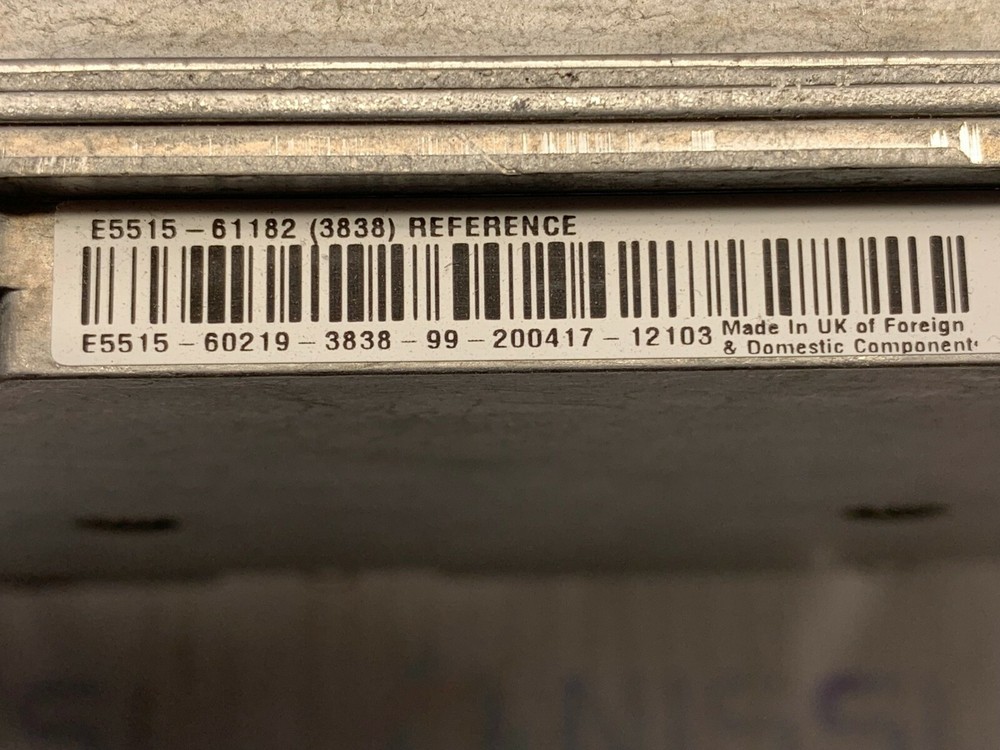 E5515-61182 (3838) REFERENCE
E5515-60219-3838-99-200417-12103
Made In UK of Foreign
& Domestic Component